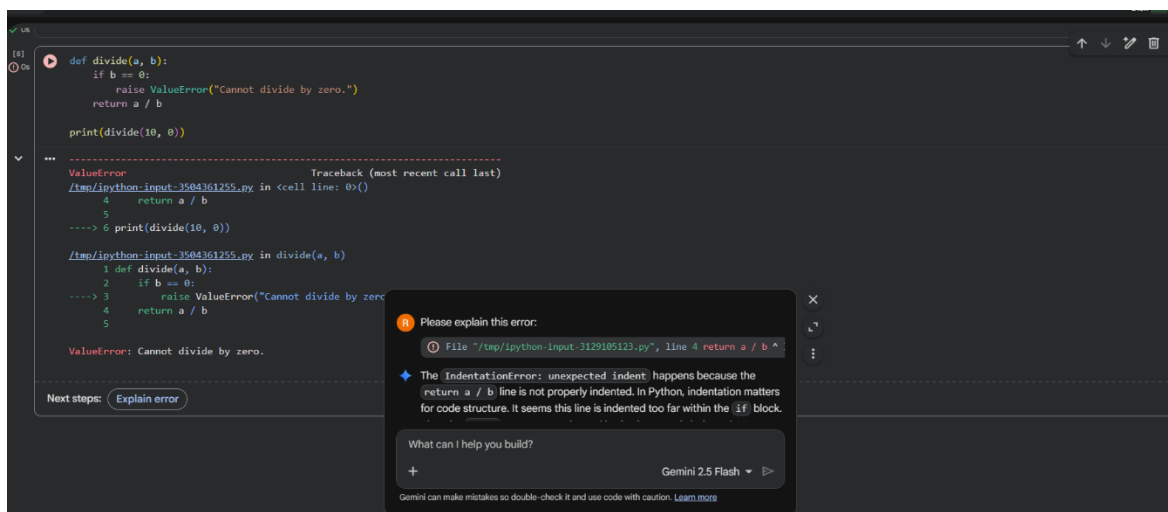 0s
[8]
0s
def divide(a, b):
    if b == 0:
        raise ValueError("Cannot divide by zero.")
    return a / b
print(divide(10, 0))
---------------------------------------------------------------------------
ValueError                                Traceback (most recent call last)
/tmp/ipython-input-3504361255.py in <cell line: 0>()
      4     return a / b
      5
----> 6 print(divide(10, 0))
/tmp/ipython-input-3504361255.py in divide(a, b)
      1 def divide(a, b):
      2     if b == 0:
----> 3         raise ValueError("Cannot divide by zero
      4     return a / b
      5
ValueError: Cannot divide by zero.
Next steps: Explain error
R Please explain this error:
File "/tmp/ipython-input-3129105123.py", line 4 return a / b ^
The IndentationError: unexpected indent happens because the
return a / b line is not properly indented. In Python, indentation matters
for code structure. It seems this line is indented too far within the if block.
What can I help you build?
Gemini 2.5 Flash
Gemini can make mistakes so double-check it and use code with caution. Learn more